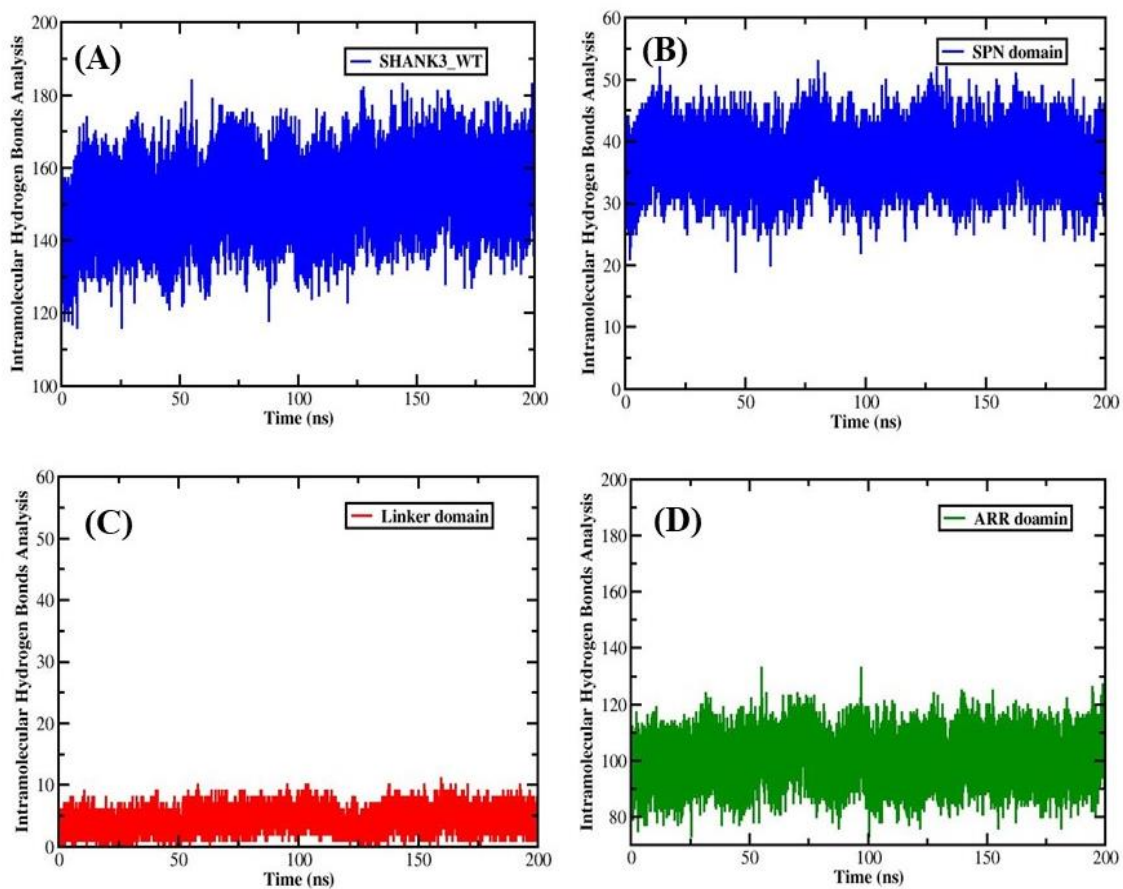 (A)
SHANK3_WT
Intramolecular Hydrogen Bonds Analysis
200
180
160
140
120
100
0
50
100
150
200
Time (ns)
(B)
SPN domain
Intramolecular Hydrogen Bonds Analysis
60
50
40
30
20
10
0
0
50
100
150
200
Time (ns)
(C)
Linker domain
Intramolecular Hydrogen Bonds Analysis
60
50
40
30
20
10
0
0
50
100
150
200
Time (ns)
(D)
ARR doamin
Intramolecular Hydrogen Bonds Analysis
200
180
160
140
120
100
80
0
50
100
150
200
Time (ns)